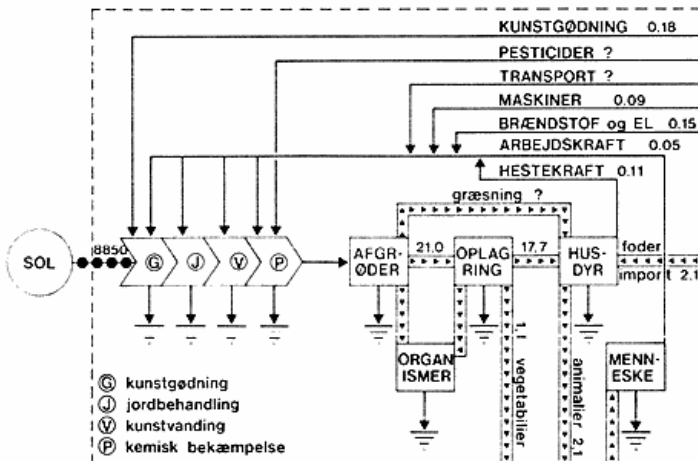 KUNSTGØDNING 0.18
PESTICIDER ?
TRANSPORT ?
MASKINER 0.09
BRÆNDSTOF og EL 0.15
ARBEJDSKRAFT 0.05
HESTEKRAFT 0.11
græsning ?
SOL
8850
G
J
V
P
AFGR-
ØDER
21.0
OPLAG
RING
17,7
HUS-
DYR
foder
import 2.1
ORGAN
ISMER
1.1 vegetabilier
animalier 2.1
MENN-
ESKE
G kunstgødning
J jordbehandling
V kunstvanding
P kemisk bekæmpelse